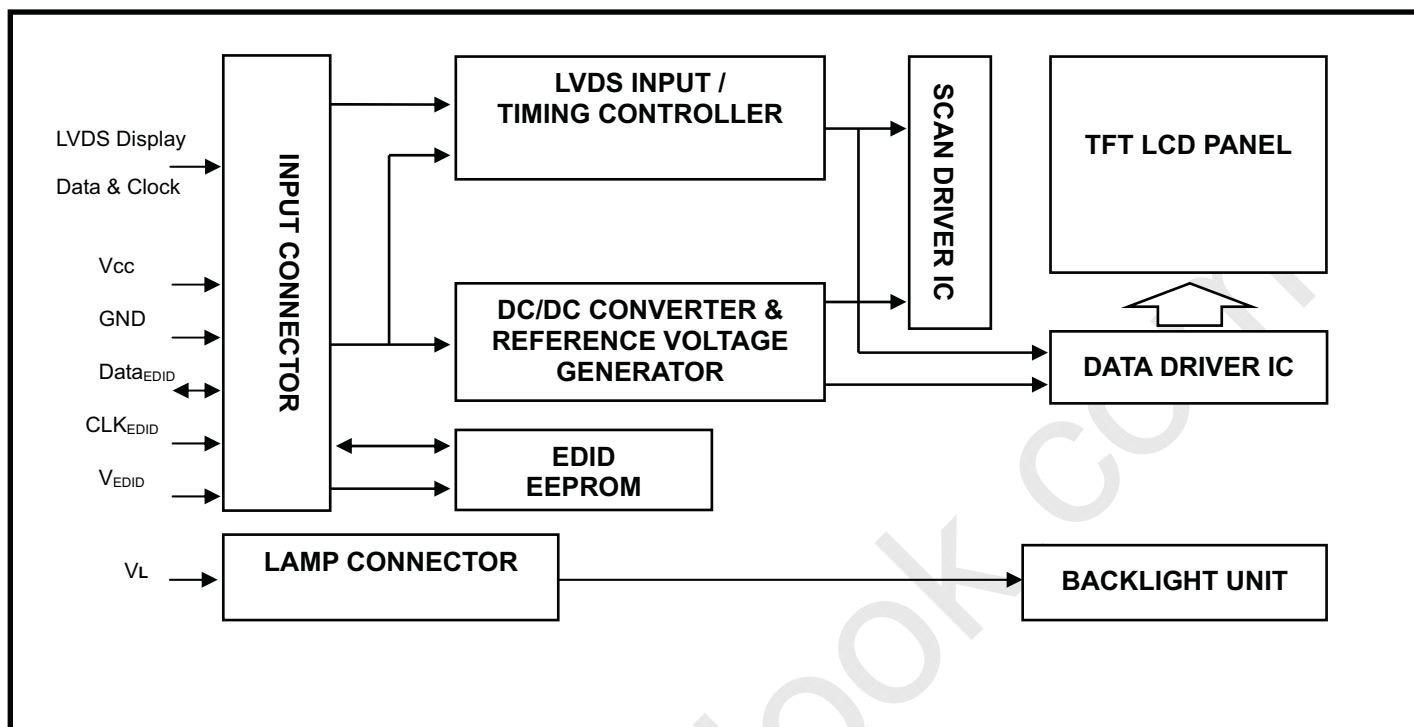 LVDS Display
Data & Clock
Vcc
GND
DataEDID
CLKEDID
VEDID
VL
INPUT CONNECTOR
LVDS INPUT /
TIMING CONTROLLER
DC/DC CONVERTER &
REFERENCE VOLTAGE
GENERATOR
EDID
EEPROM
LAMP CONNECTOR
SCAN DRIVER IC
TFT LCD PANEL
DATA DRIVER IC
BACKLIGHT UNIT